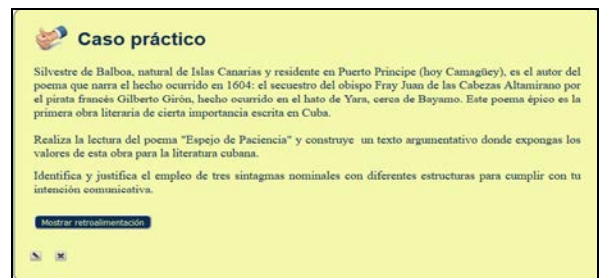 Caso práctico
Silvestre de Balboa, natural de Islas Canarias y residente en Puerto Principe (hoy Camagüey), es el autor del
poema que narra el hecho ocurrido en 1604: el secuestro del obispo Fray Juan de las Cabezas Altamirano por
el pirata francés Gilberto Girón, hecho ocurrido en el hato de Yara, cerca de Bayamo. Este poema épico es la
primera obra literaria de cierta importancia escrita en Cuba.
Realiza la lectura del poema "Espejo de Paciencia" y construye un texto argumentativo donde expongas los
valores de esta obra para la literatura cubana.
Identifica y justifica el empleo de tres sintagmas nominales con diferentes estructuras para cumplir con tu
intención comunicativa.
Mostrar retroalimentación